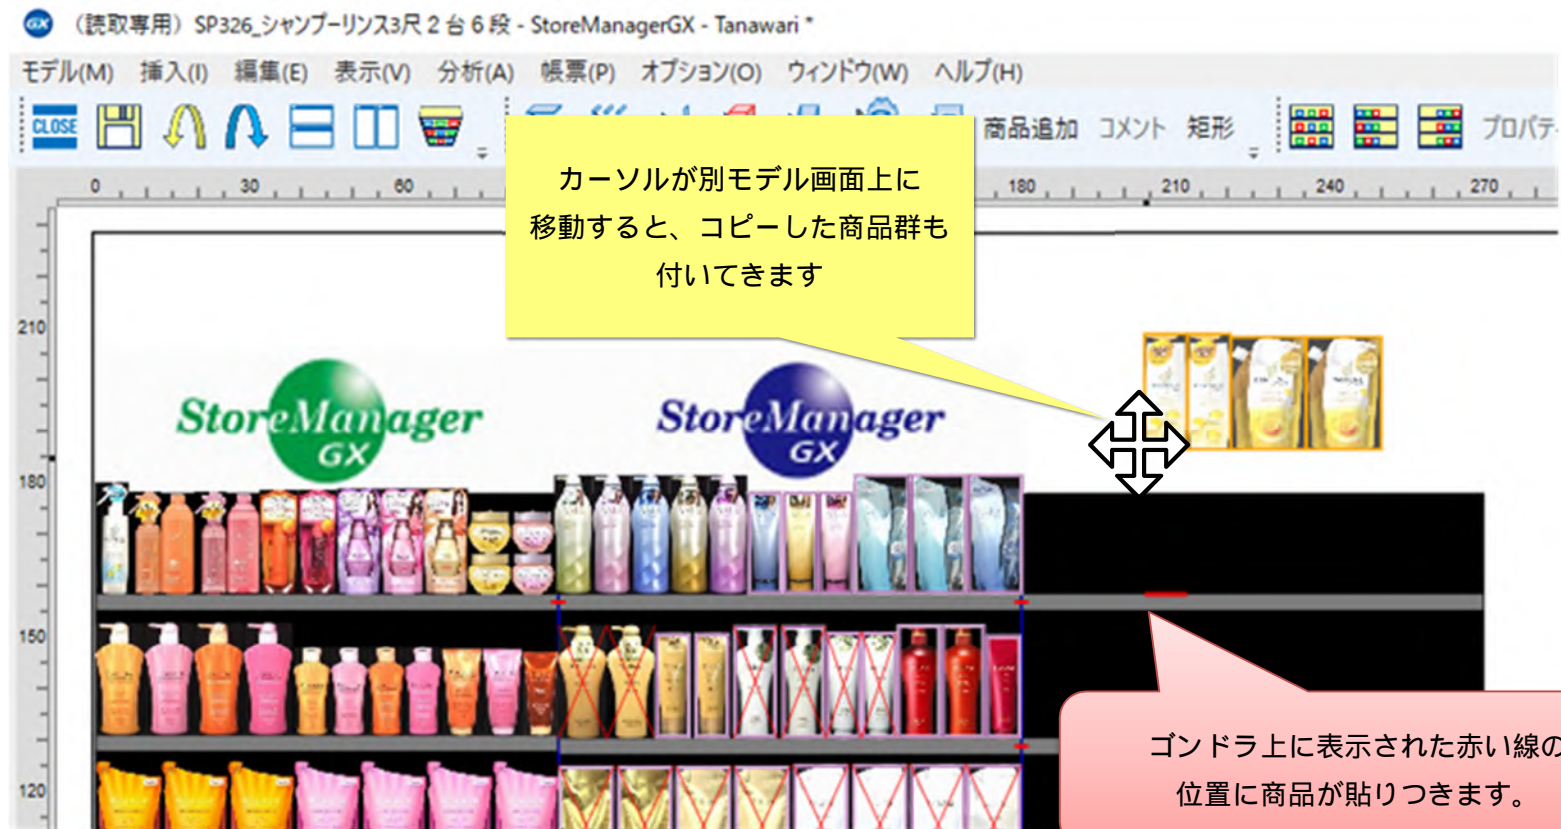 GX （読取専用）SP326_シャンプーリンス3尺２台６段 - StoreManagerGX - Tanawari *
モデル(M) 挿入(I) 編集(E) 表示(V) 分析(A) 帳票(P) オプション(O) ウィンドウ(W) ヘルプ(H)
CLOSE 商品追加 コメント 矩形 プロパテ
0 30 60 180 210 240 270
カーソルが別モデル画面上に
移動すると、コピーした商品群も
付いてきます
210
StoreManager
GX
StoreManager
GX
180
150
ゴンドラ上に表示された赤い線の
位置に商品が貼りつきます。
120